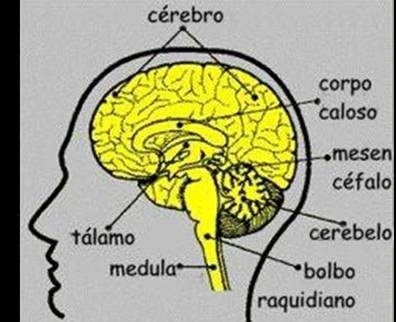 cérebro
corpo
caloso
mesen
céfalo
tálamo
cerebelo
medula
bolbo
raquidiano